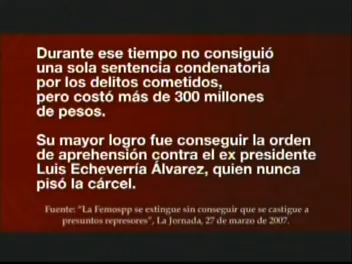 Durante ese tiempo no consiguió
una sola sentencia condenatoria
por los delitos cometidos,
pero costó más de 300 millones
de pesos.
Su mayor logro fue conseguir la orden
de aprehensión contra el ex presidente
Luis Echeverría Álvarez, quien nunca
pisó la cárcel.
Fuente: "La Femospp se extingue sin conseguir que se castigue a
presuntos represores", La Jornada, 27 de marzo de 2007.